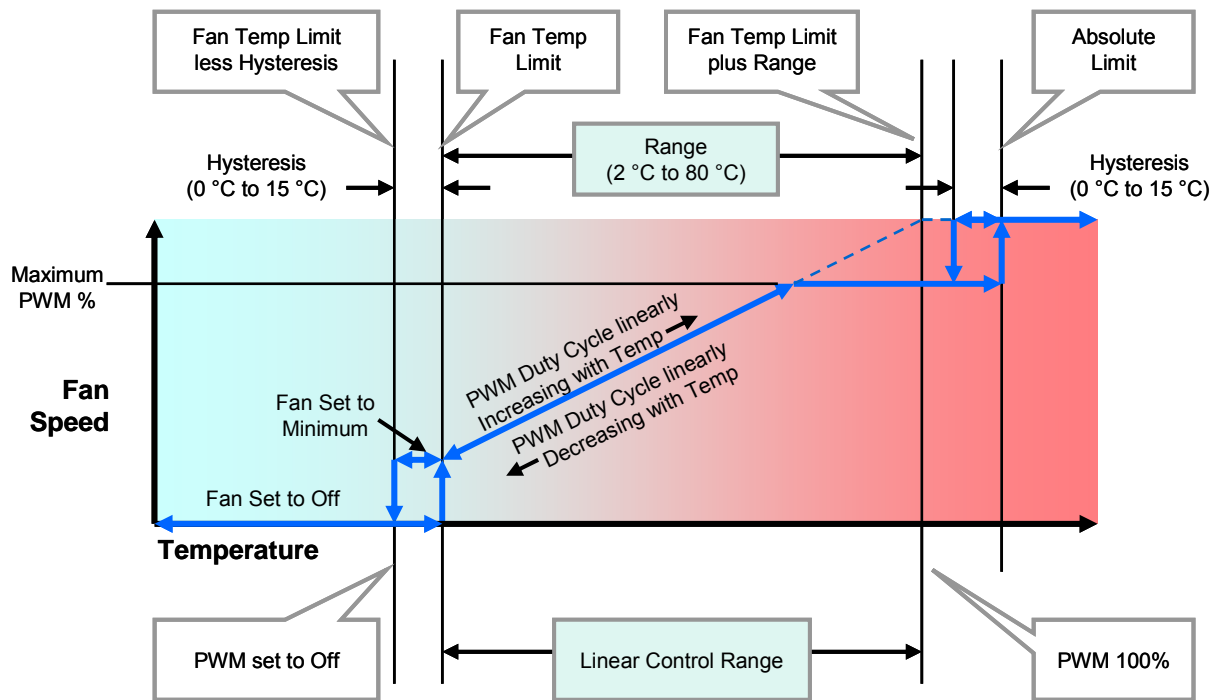 Fan Temp Limit
less Hysteresis
Fan Temp
Limit
Fan Temp Limit
plus Range
Absolute
Limit
Hysteresis
(0 °C to 15 °C)
Range
(2 °C to 80 °C)
Hysteresis
(0 °C to 15 °C)
Maximum
PWM %
Fan
Speed
PWM Duty Cycle linearly
Increasing with Temp
PWM Duty Cycle linearly
Decreasing with Temp
Fan Set to
Minimum
Fan Set to Off
Temperature
PWM set to Off
Linear Control Range
PWM 100%